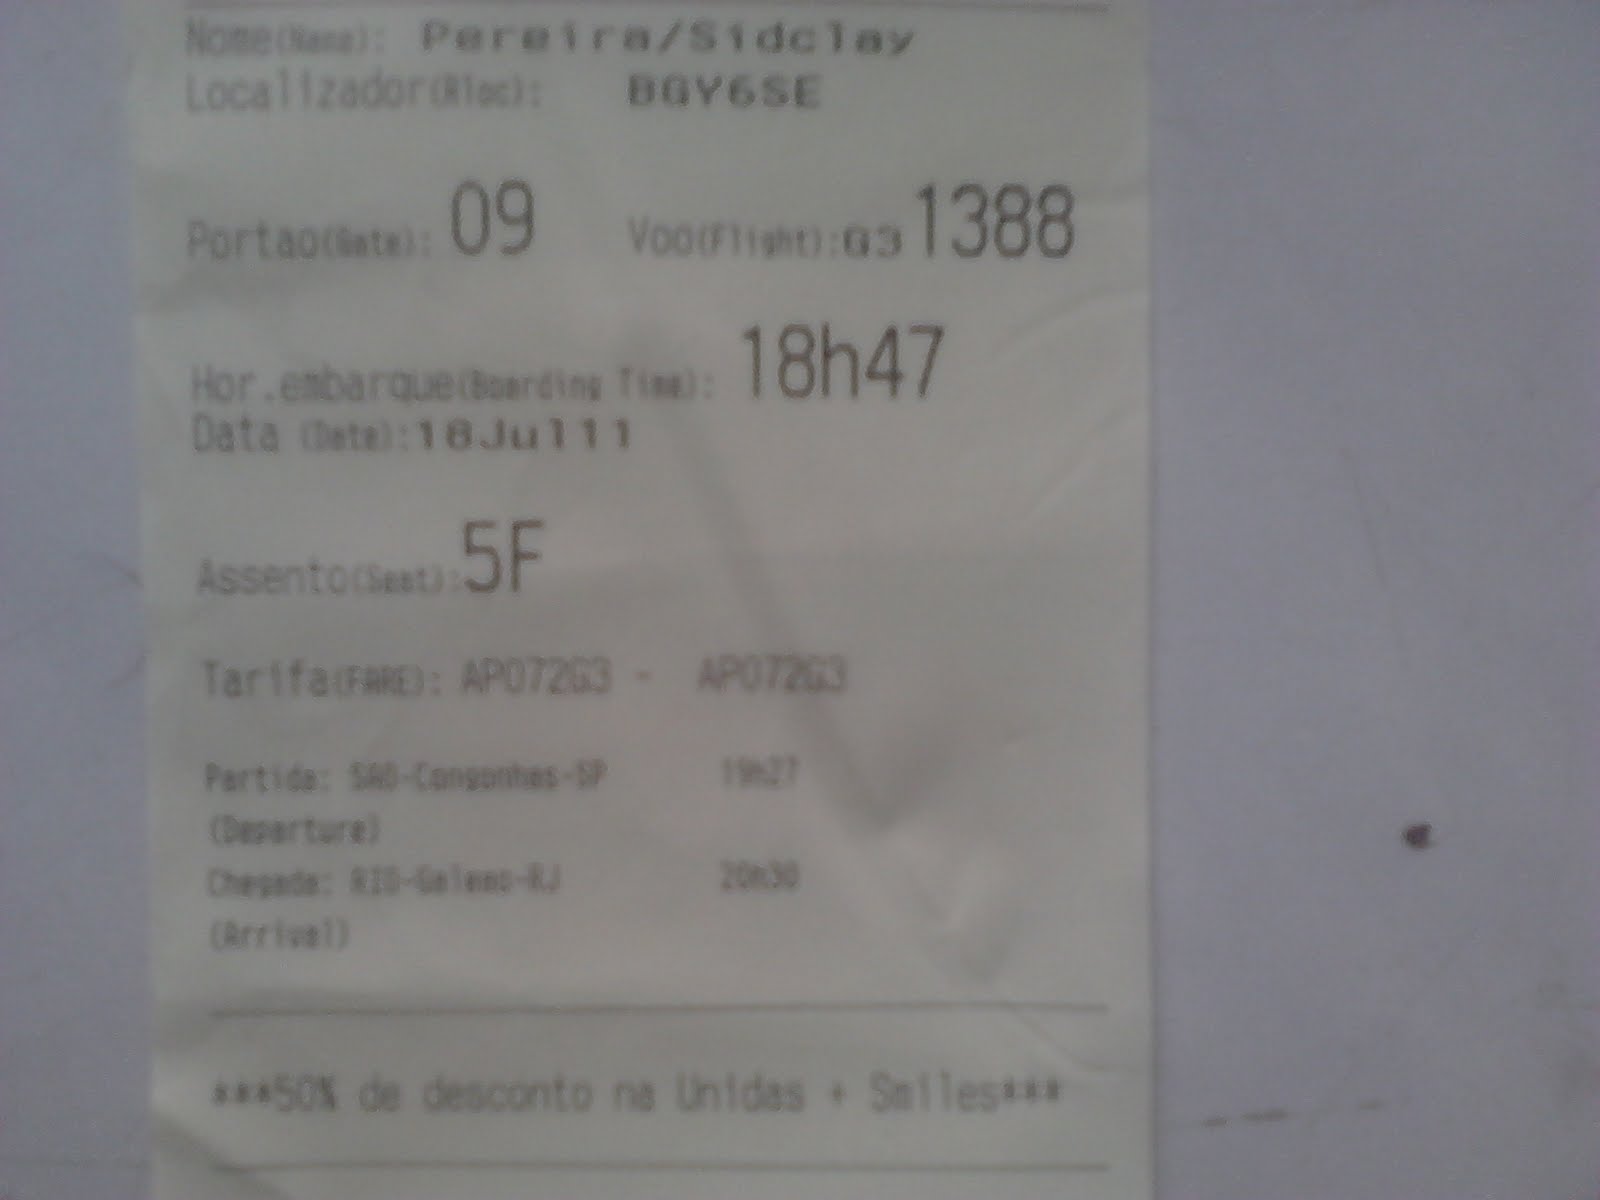 Nome(Name): Pereira/Sidclay
Localizador(Rloc): BGY6SE
Portao(Gate): 09 Voo(Flight):G3 1388
Hor.embarque(Boarding Time): 18h47
Data (Date):18Jul11
Assento(Seat):5F
Tarifa(FARE): AP072G3 - AP072G3
Partida: SAO-Congonhas-SP 19h27
(Departure)
Chegada: RIO-Galeao-RJ 20h30
(Arrival)
***50% de desconto na Unidas + Smiles***